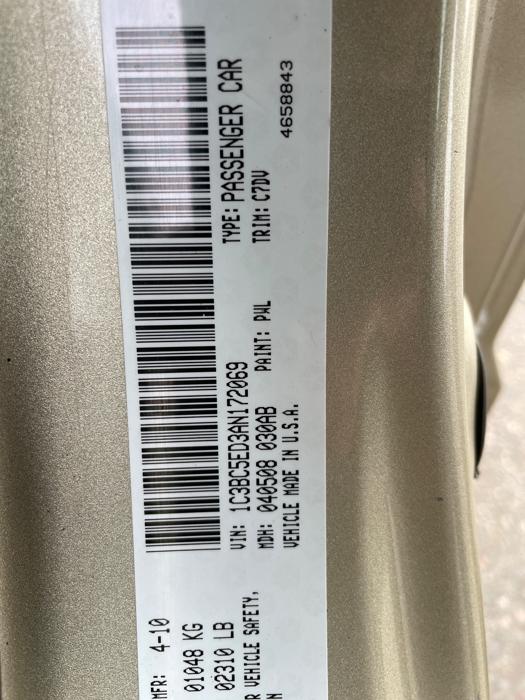 MFR: 4-10
01048 KG
02310 LB
R VEHICLE SAFETY,
N
VIN: 1C3BC5ED3AN172069 TYPE: PASSENGER CAR
MDH: 040508 030AB PAINT: PWL TRIM: C7DV
VEHICLE MADE IN U.S.A. 4658843